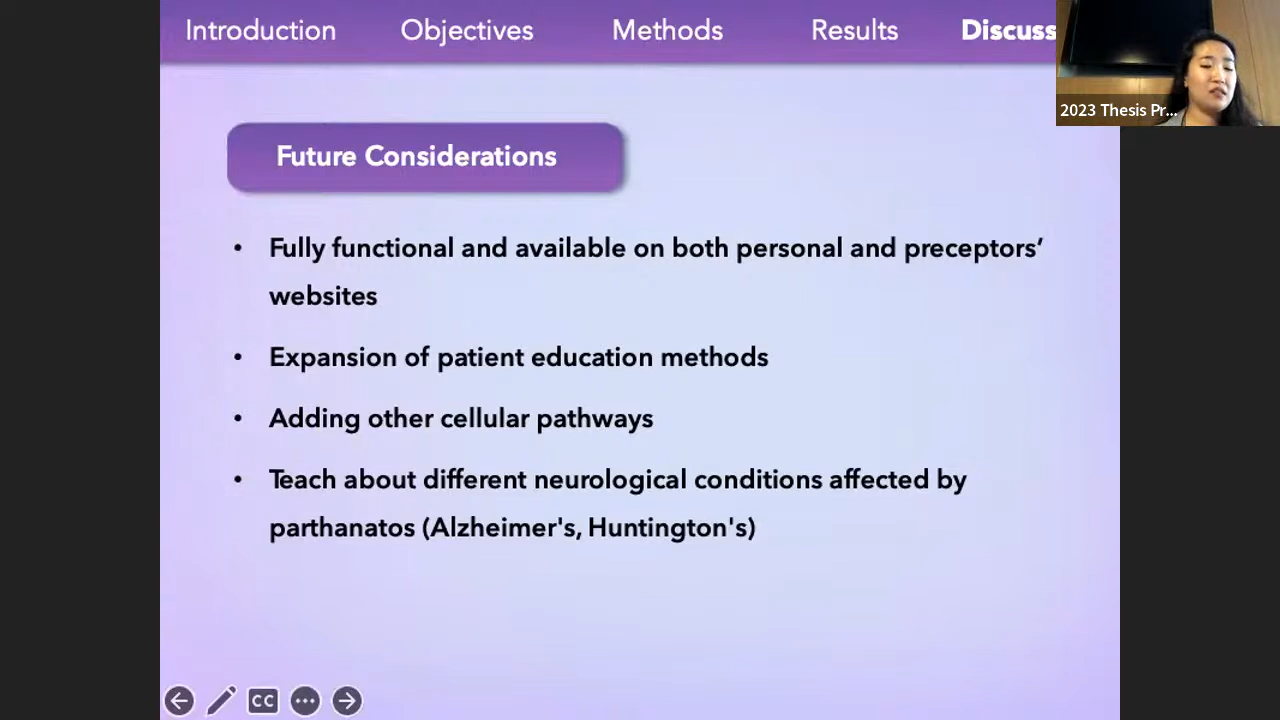 Introduction Objectives Methods Results Discuss
2023 Thesis Pr...
Future Considerations
• Fully functional and available on both personal and preceptors’
websites
• Expansion of patient education methods
• Adding other cellular pathways
• Teach about different neurological conditions affected by
parthanatos (Alzheimer's, Huntington's)
CC